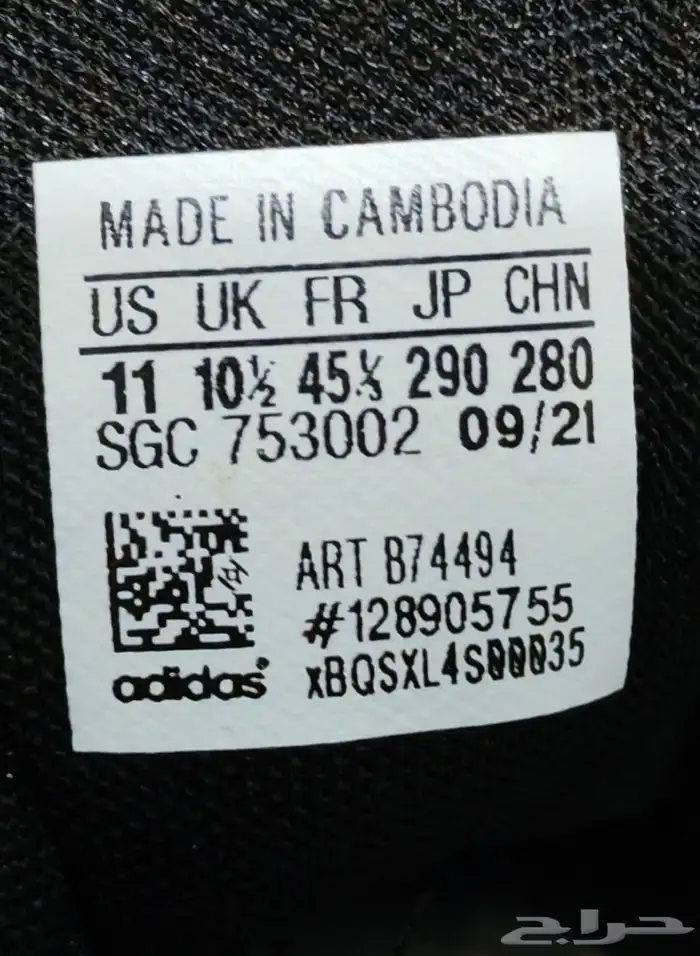 MADE IN CAMBODIA
US UK FR JP CHN
11 10½ 45⅓ 290 280
SGC 753002 09/21
ART B74494
#128905755
xBQSXL4S00035
adidas
حراج